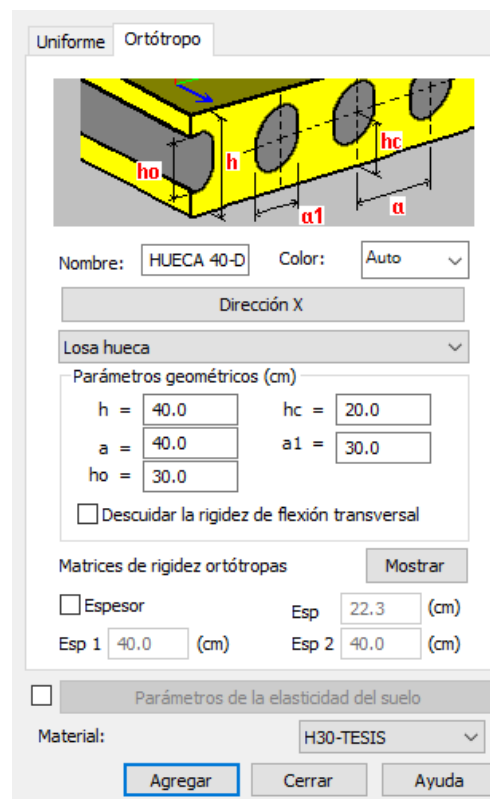 Uniforme Ortótropo
ho h hc
a1 a
Nombre: HUECA 40-D Color: Auto
Dirección X
Losa hueca
Parámetros geométricos (cm)
h = 40.0 hc = 20.0
a = 40.0 a1 = 30.0
ho = 30.0
Descuidar la rigidez de flexión transversal
Matrices de rigidez ortótropas Mostrar
Espesor Esp 22.3 (cm)
Esp 1 40.0 (cm) Esp 2 40.0 (cm)
Parámetros de la elasticidad del suelo
Material: H30-TESIS
Agregar Cerrar Ayuda